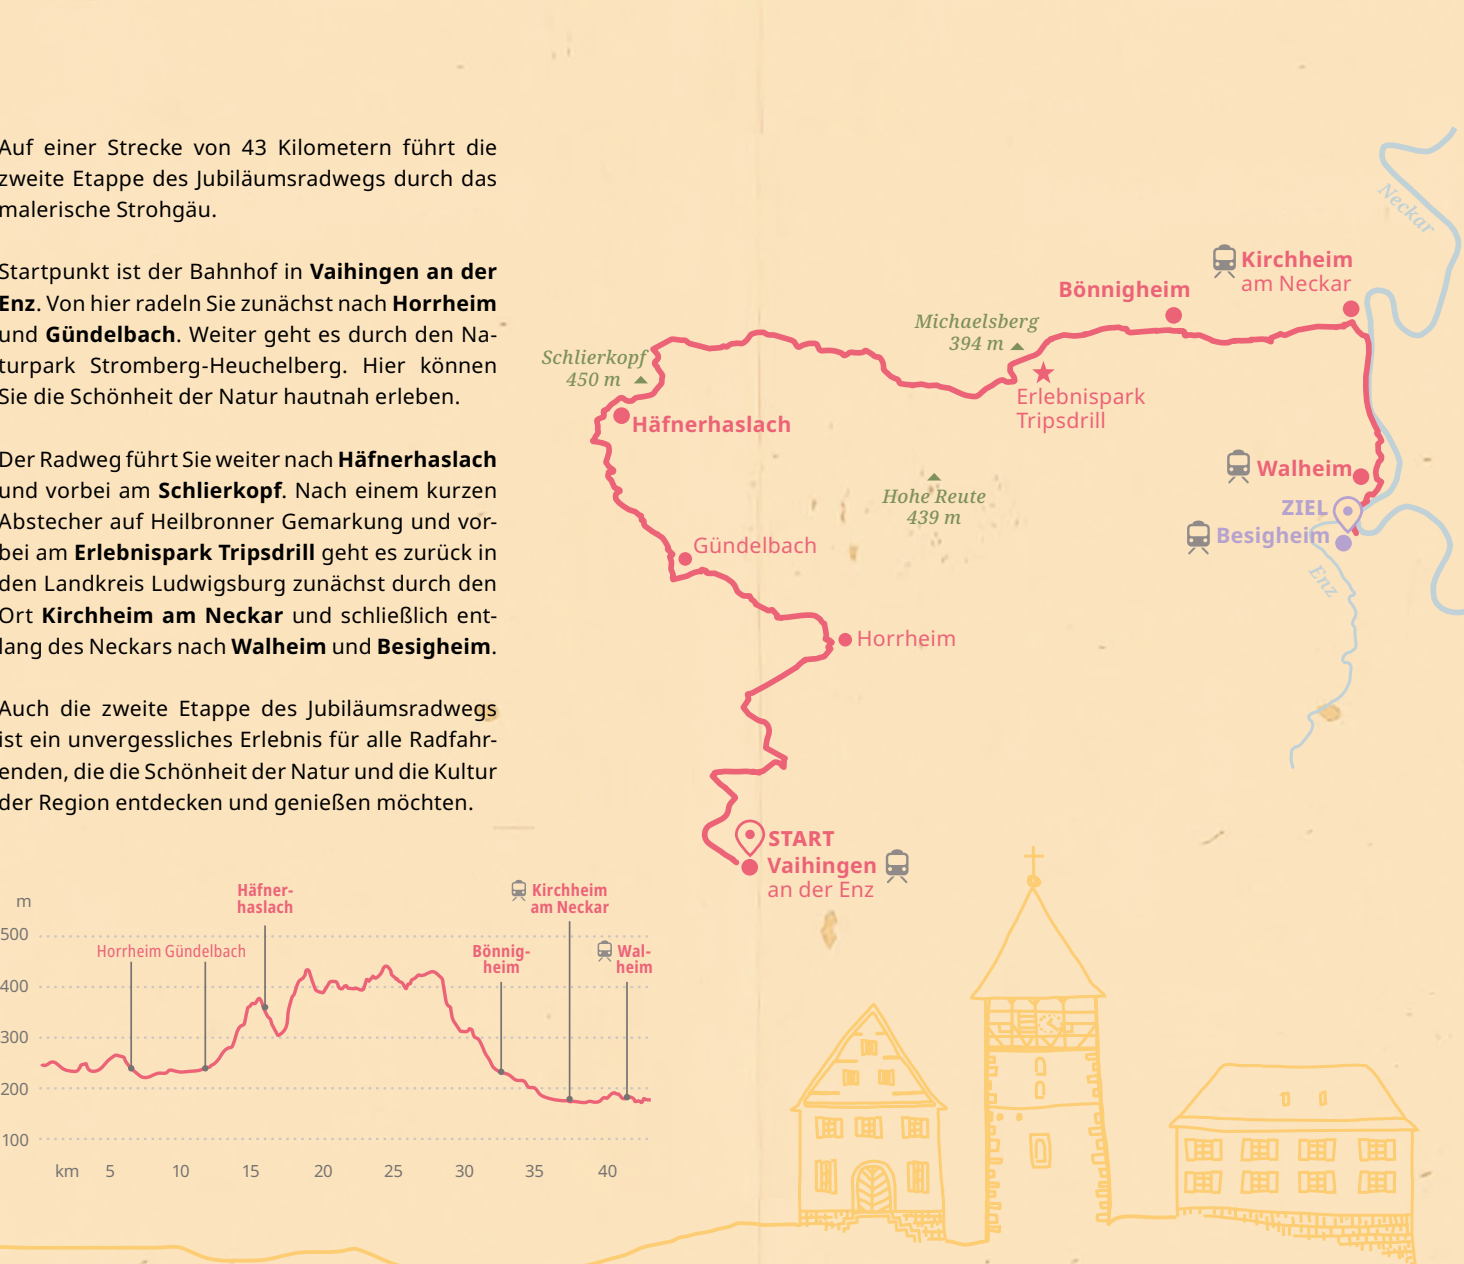 Auf einer Strecke von 43 Kilometern führt die
zweite Etappe des Jubiläumsradwegs durch das
malerische Strohgäu.
Startpunkt ist der Bahnhof in Vaihingen an der
Enz. Von hier radeln Sie zunächst nach Horrheim
und Gündelbach. Weiter geht es durch den Na-
turpark Stromberg-Heuchelberg. Hier können
Sie die Schönheit der Natur hautnah erleben.
Der Radweg führt Sie weiter nach Häfnerhaslach
und vorbei am Schlierkopf. Nach einem kurzen
Abstecher auf Heilbronner Gemarkung und vor-
bei am Erlebnispark Tripsdrill geht es zurück in
den Landkreis Ludwigsburg zunächst durch den
Ort Kirchheim am Neckar und schließlich ent-
lang des Neckars nach Walheim und Besigheim.
Auch die zweite Etappe des Jubiläumsradwegs
ist ein unvergessliches Erlebnis für alle Radfahr-
enden, die die Schönheit der Natur und die Kultur
der Region entdecken und genießen möchten.
Neckar
Kirchheim
am Neckar
Bönnigheim
Michaelsberg
394 m
Schlierkopf
450 m
Erlebnispark
Tripsdrill
Häfnerhaslach
Walheim
Hohe Reute
439 m
ZIEL
Besigheim
Gündelbach
Enz
Horrheim
START
Vaihingen
an der Enz
Häfner-
haslach
Kirchheim
am Neckar
m
500
Horrheim Gündelbach
Bönnig-
heim
Wal-
heim
400
300
200
100
km 5 10 15 20 25 30 35 40